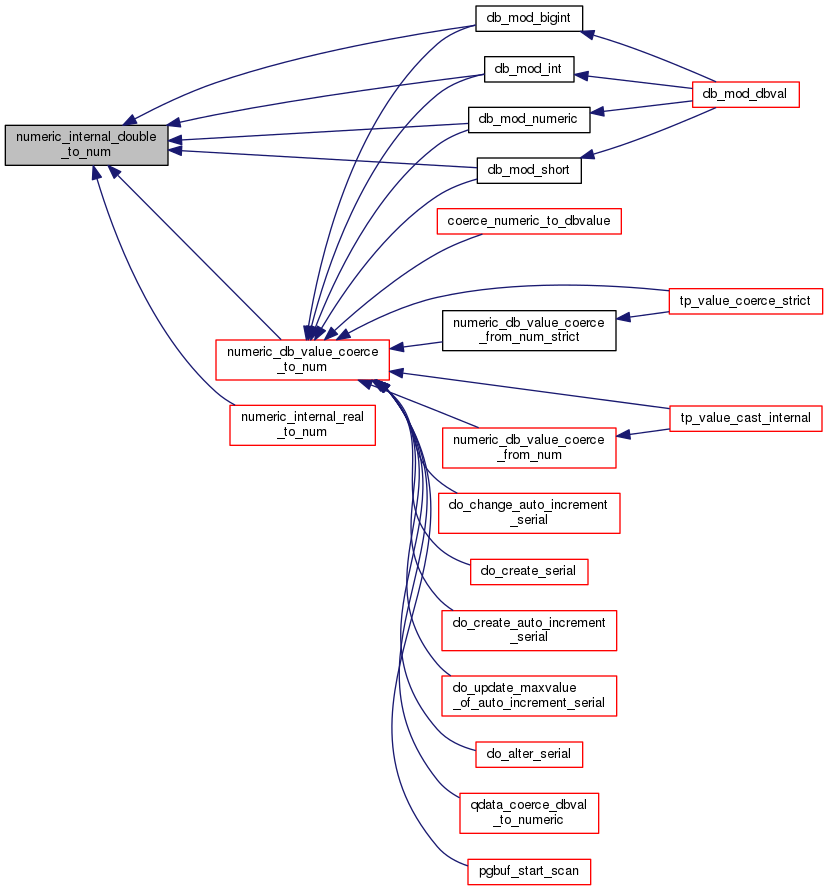 numeric_internal_double
_to_num
db_mod_bigint
db_mod_int
db_mod_numeric
db_mod_short
db_mod_dbval
coerce_numeric_to_dbvalue
tp_value_coerce_strict
numeric_db_value_coerce
_from_num_strict
numeric_db_value_coerce
_to_num
numeric_internal_real
_to_num
tp_value_cast_internal
numeric_db_value_coerce
_from_num
do_change_auto_increment
_serial
do_create_serial
do_create_auto_increment
_serial
do_update_maxvalue
_of_auto_increment_serial
do_alter_serial
qdata_coerce_dbval
_to_numeric
pgbuf_start_scan